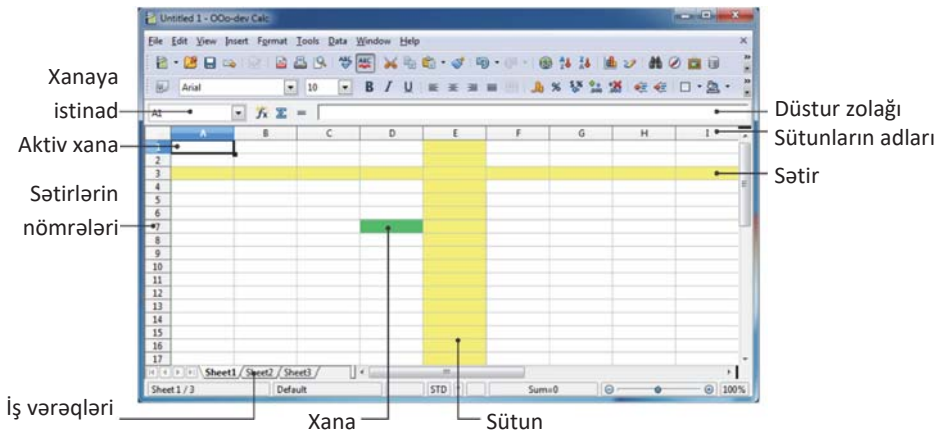 Untitled 1 - OOo-dev Calc
File Edit View Insert Format Tools Data Window Help
Arial 10 B I U
Xanaya
istinad
A1
Düstur zolağı
A B C D E F G H I
Sütunların adları
Aktiv xana
1
2
3
Sətir
4
5
Sətirlərin
6
nömrələri
7
8
9
10
11
12
13
14
15
16
17
Sheet1 Sheet2 Sheet3
Sheet 1 / 3 Default STD * Sum=0 100%
İş vərəqləri
Xana
Sütun